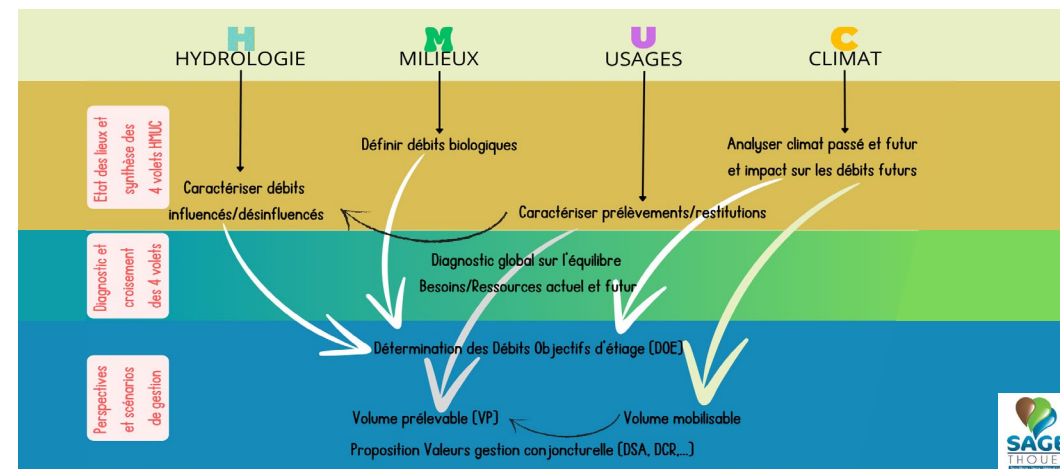 H
HYDROLOGIE
M
MILIEUX
U
USAGES
C
CLIMAT
Etat des lieux et
synthèse des
4 volets HMUC
Définir débits biologiques
Analyser climat passé et futur
et impact sur les débits futurs
Caractériser débits
influencés/désinfluencés
Caractériser prélèvements/restitutions
Diagnostic et
croisement
des 4 volets
Diagnostic global sur l'équilibre
Besoins/Ressources actuel et futur
Perspectives
et scénarios
de gestion
Détermination des Débits Objectifs d'étiage (DOE)
Volume prélevable (VP)
Volume mobilisable
Proposition Valeurs gestion conjoncturelle (DSA, DCR,...)
SAGE
THOUET